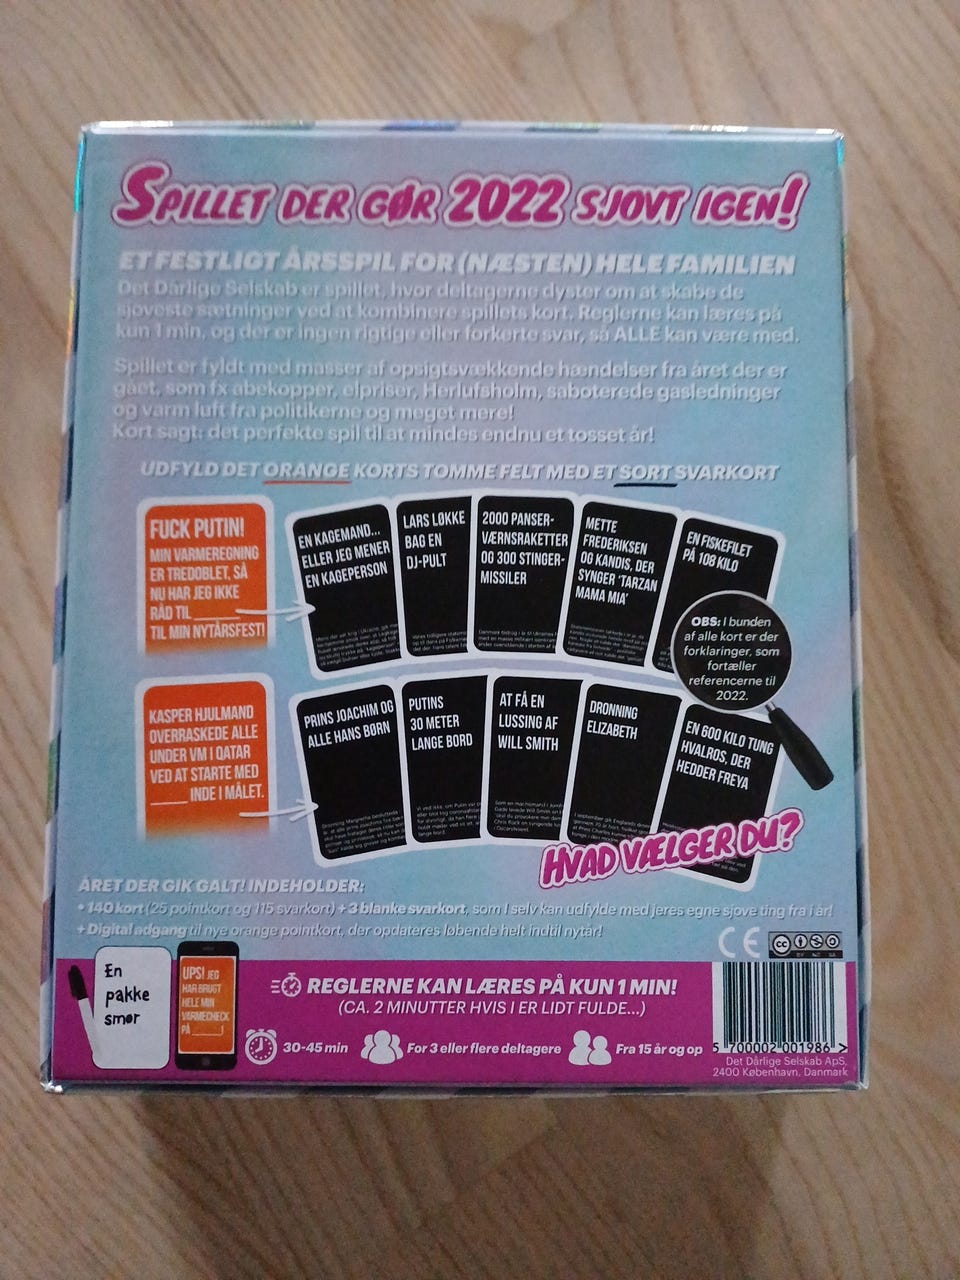 SPILLET DER GØR 2022 SJOVT IGEN!
ET FESTLIGT ÅRSSPIL FOR (NÆSTEN) HELE FAMILIEN
Det Dårlige Selskab er spillet, hvor deltagerne dyster om at skabe de
sjoveste sætninger ved at kombinere spillets kort. Reglerne kan læres på
kun 1 min, og der er ingen rigtige eller forkerte svar, så ALLE kan være med.
Spillet er fyldt med masser af opsigtsvækkende hændelser fra året der er
gået, som fx abekopper, elpriser, Herlufsholm, saboterede gasledninger
og varm luft fra politikerne og meget mere!
Kort sagt: det perfekte spil til at mindes endnu et tosset år!
UDFYLD DET ORANGE KORTS TOMME FELT MED ET SORT SVARKORT
FUCK PUTIN!
MIN VARMEREGNING
ER TREDOBLET, SÅ
NU HAR JEG IKKE
RÅD TIL ______
TIL MIN NYTÅRSFEST!
EN KAGEMAND...
ELLER JEG MENER
EN KAGEPERSON
LARS LØKKE
BAG EN
DJ-PULT
2000 PANSER-
VÆRNSRAKETTER
OG 300 STINGER-
MISSILER
METTE
FREDERIKSEN
OG KANDIS, DER
SYNGER 'TARZAN
MAMA MIA'
EN FISKEFILET
PÅ 108 KILO
OBS: I bunden
af alle kort er der
forklaringer, som
fortæller
referencerne til
2022.
KASPER HJULMAND
OVERRASKEDE ALLE
UNDER VM I QATAR
VED AT STARTE MED
_____ INDE I MÅLET.
PRINS JOACHIM OG
ALLE HANS BØRN
PUTINS
30 METER
LANGE BORD
AT FÅ EN
LUSSING AF
WILL SMITH
DRONNING
ELIZABETH
EN 600 KILO TUNG
HVALROS, DER
HEDDER FREYA
HVAD VÆLGER DU?
ÅRET DER GIK GALT! INDEHOLDER:
• 140 kort (25 pointkort og 115 svarkort) + 3 blanke svarkort, som I selv kan udfylde med jeres egne sjove ting fra i år!
+ Digital adgang til nye orange pointkort, der opdateres løbende helt indtil nytår!
CE
cc
BY NC SA
En
pakke
smør
UPS! JEG
HAR BRUGT
HELE MIN
VARMECHECK
PÅ _____!
REGLERNE KAN LÆRES PÅ KUN 1 MIN!
(CA. 2 MINUTTER HVIS I ER LIDT FULDE...)
30-45 min
For 3 eller flere deltagere
Fra 15 år og op
5 700002 001986 >
Det Dårlige Selskab ApS,
2400 København, Danmark